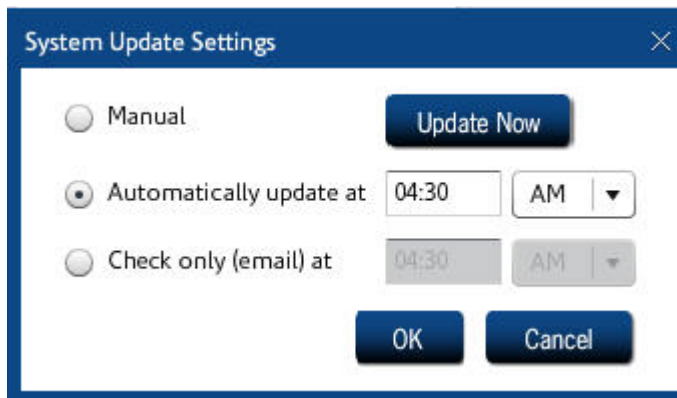 System Update Settings
Manual Update Now
Automatically update at 04:30 AM
Check only (email) at 04:30 AM
OK Cancel